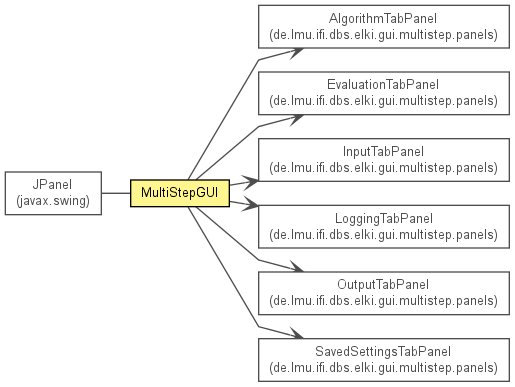 AlgorithmTabPanel
(de.lmu.ifi.dbs.elki.gui.multistep.panels)
EvaluationTabPanel
(de.lmu.ifi.dbs.elki.gui.multistep.panels)
InputTabPanel
(de.lmu.ifi.dbs.elki.gui.multistep.panels)
JPanel
(javax.swing)
MultiStepGUI
LoggingTabPanel
(de.lmu.ifi.dbs.elki.gui.multistep.panels)
OutputTabPanel
(de.lmu.ifi.dbs.elki.gui.multistep.panels)
SavedSettingsTabPanel
(de.lmu.ifi.dbs.elki.gui.multistep.panels)